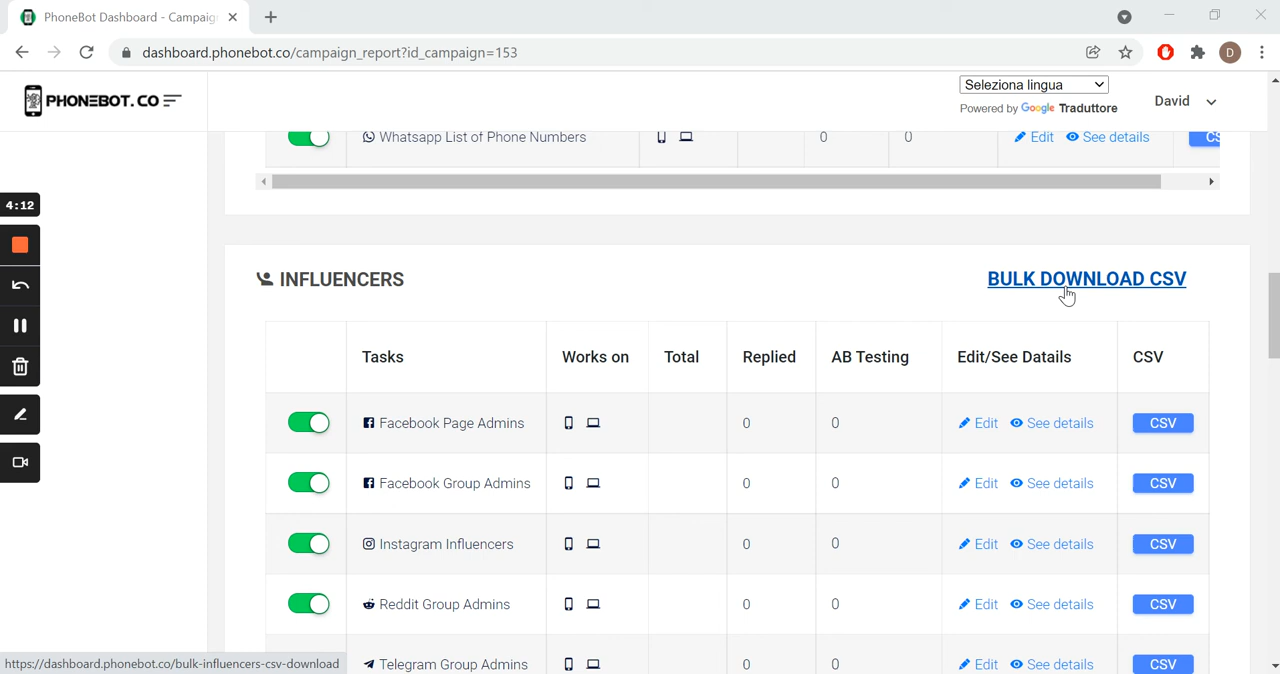 PhoneBot Dashboard - Campaig
dashboard.phonebot.co/campaign_report?id_campaign=153
D
PHONEBOT.CO
Seleziona lingua
Powered by Google Traduttore
David
Whatsapp List of Phone Numbers 0 0 Edit See details CS
4:12
INFLUENCERS BULK DOWNLOAD CSV
Tasks Works on Total Replied AB Testing Edit/See Datails CSV
Facebook Page Admins 0 0 Edit See details CSV
Facebook Group Admins 0 0 Edit See details CSV
Instagram Influencers 0 0 Edit See details CSV
Reddit Group Admins 0 0 Edit See details CSV
Telegram Group Admins 0 0 Edit See details CSV
https://dashboard.phonebot.co/bulk-influencers-csv-download